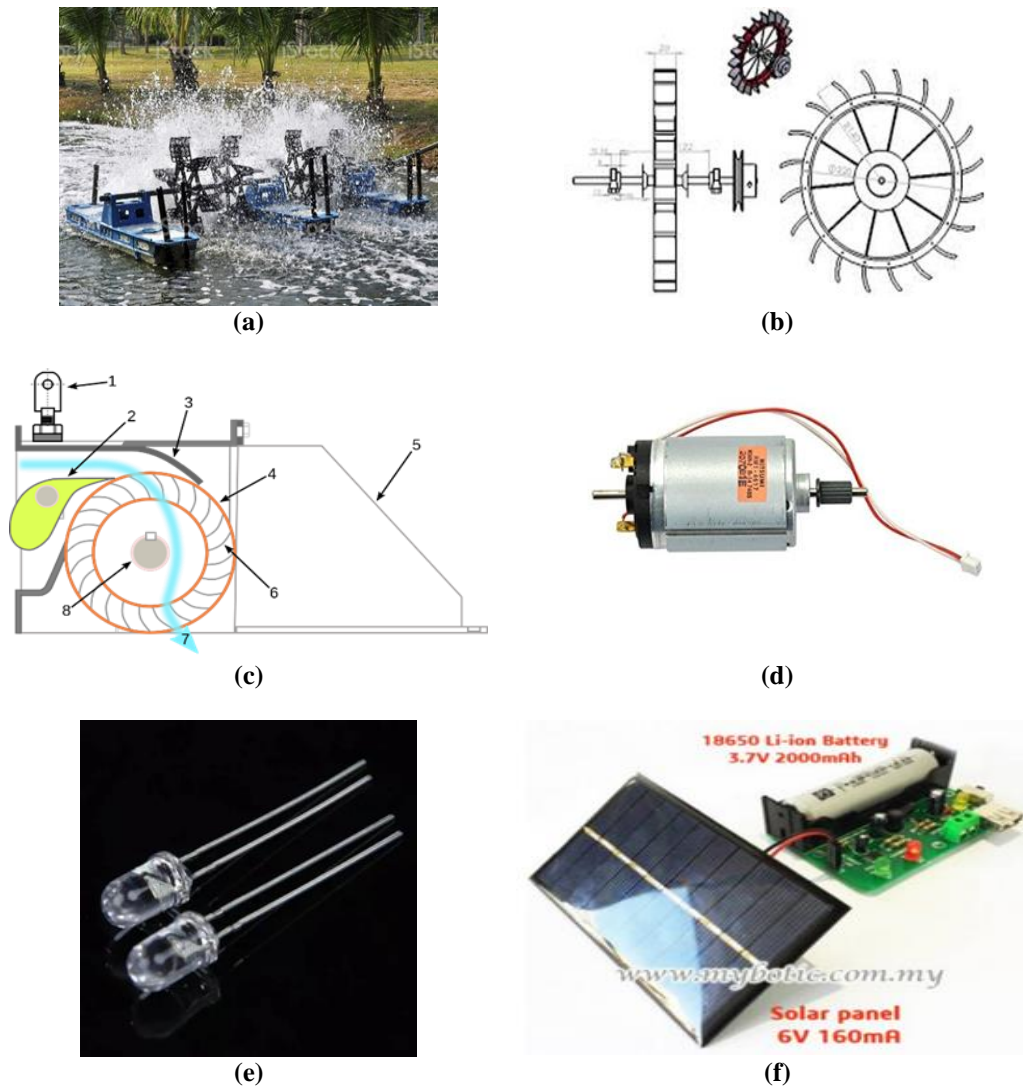 iStock
(a)
(b)
1
2
3
4
5
6
7
8
(c)
(d)
18650 Li-ion Battery
3.7V 2000mAh
www.mybotic.com.my
Solar panel
6V 160mA
(e)
(f)